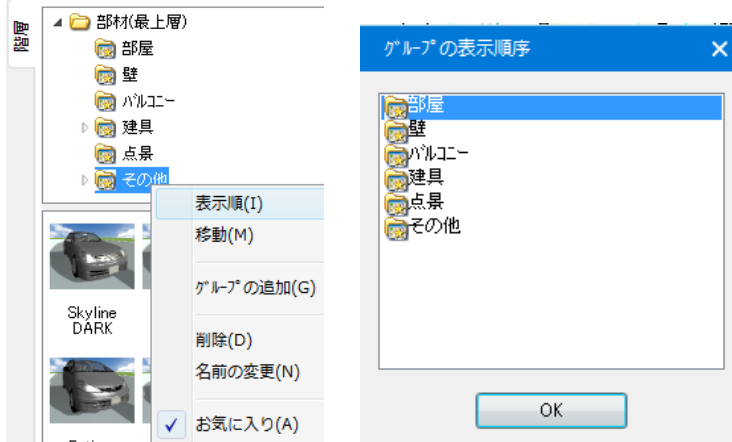 階層
部材(最上層)
部屋
壁
ﾊﾞﾙｺﾆｰ
建具
点景
その他
表示順(I)
移動(M)
ｸﾞﾙｰﾌﾟの追加(G)
削除(D)
名前の変更(N)
お気に入り(A)
Skyline
DARK
ｸﾞﾙｰﾌﾟの表示順序
部屋
壁
ﾊﾞﾙｺﾆｰ
建具
点景
その他
OK